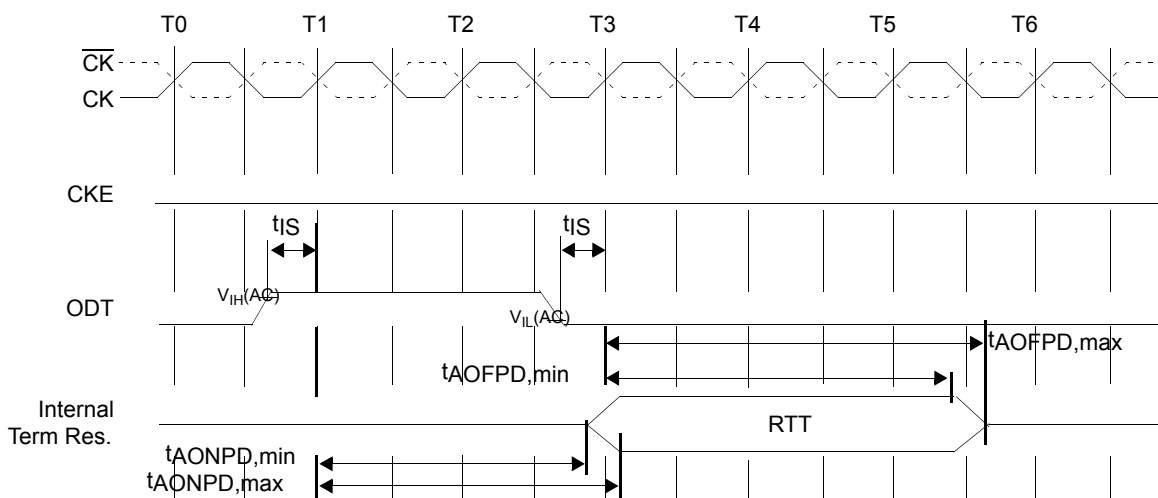 T0 T1 T2 T3 T4 T5 T6
CK
CK
CKE
tIS tIS
VIH(AC)
ODT
VIL(AC)
tAOFPD,max
tAOFPD,min
Internal
Term Res.
RTT
tAONPD,min
tAONPD,max